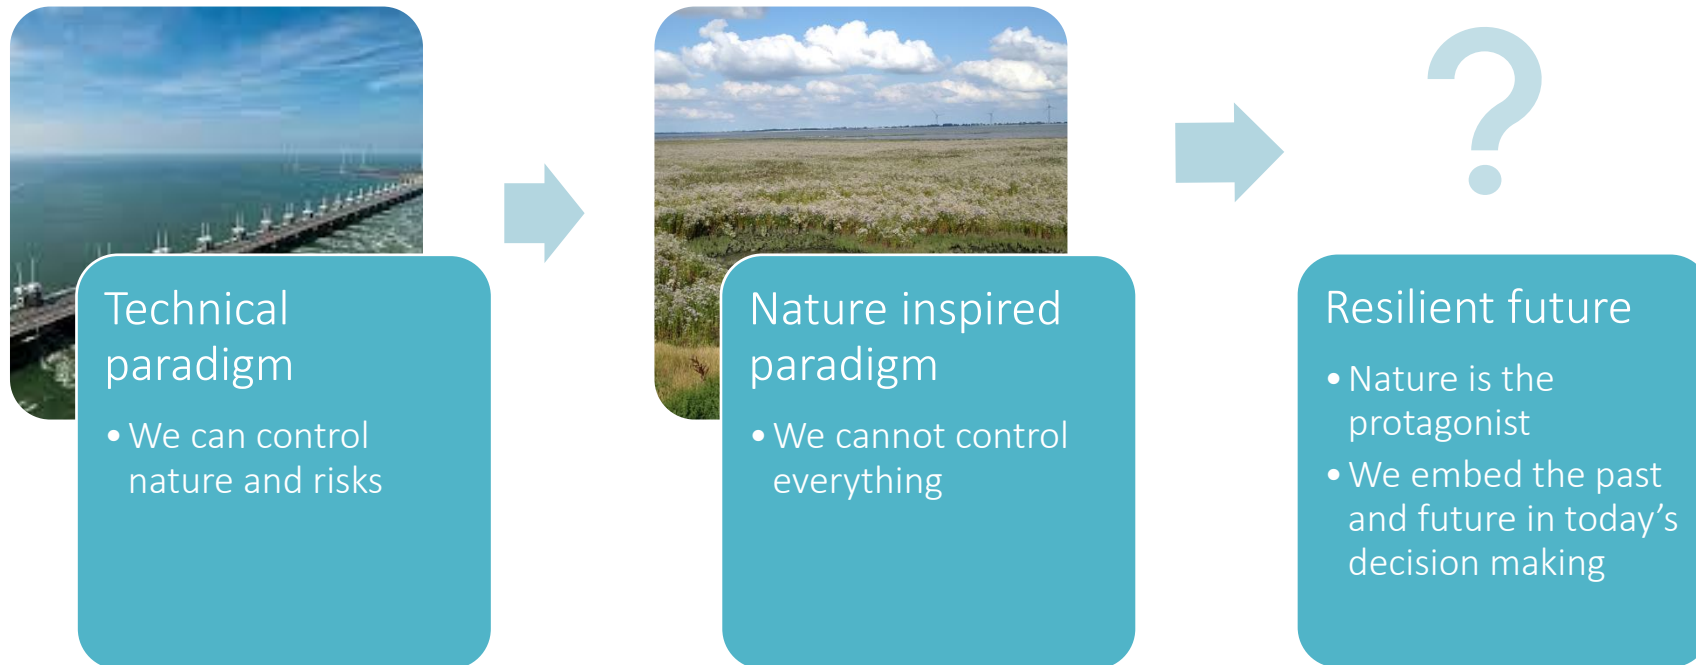 Technical
paradigm
• We can control
nature and risks
Nature inspired
paradigm
• We cannot control
everything
?
Resilient future
• Nature is the
protagonist
• We embed the past
and future in today’s
decision making